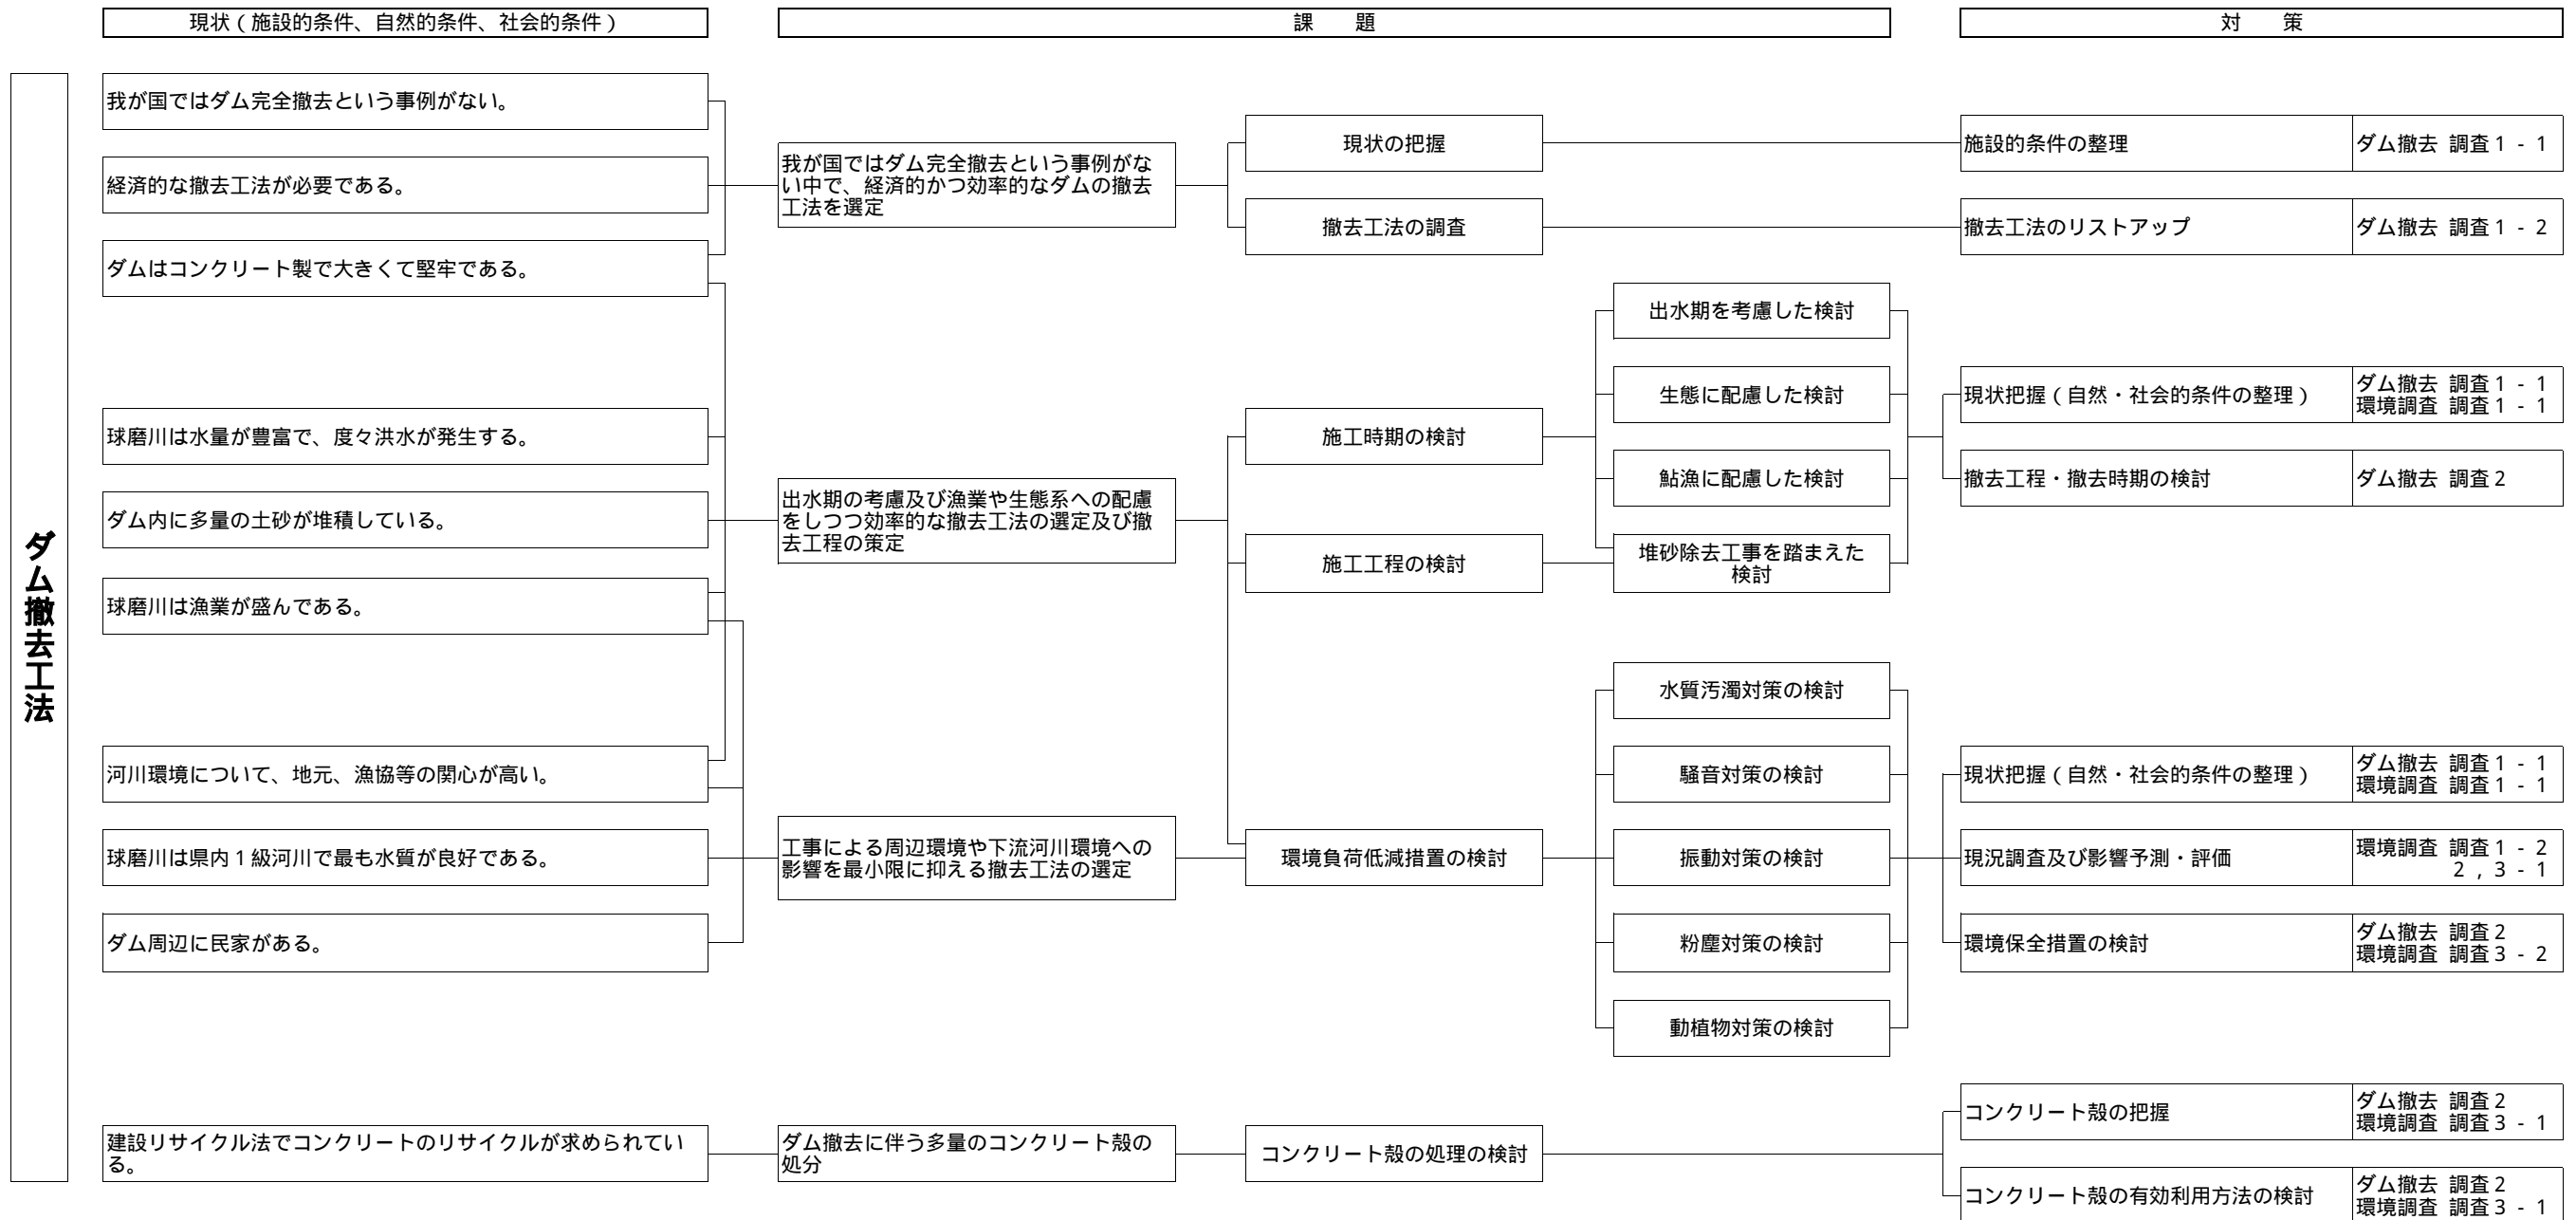 現状（施設的条件、自然的条件、社会的条件）
課　題
対　策
ダム撤去工法
我が国ではダム完全撤去という事例がない。
経済的な撤去工法が必要である。
ダムはコンクリート製で大きくて堅牢である。
球磨川は水量が豊富で、度々洪水が発生する。
ダム内に多量の土砂が堆積している。
球磨川は漁業が盛んである。
河川環境について、地元、漁協等の関心が高い。
球磨川は県内１級河川で最も水質が良好である。
ダム周辺に民家がある。
建設リサイクル法でコンクリートのリサイクルが求められてい
る。
我が国ではダム完全撤去という事例がな
い中で、経済的かつ効率的なダムの撤去
工法を選定
出水期の考慮及び漁業や生態系への配慮
をしつつ効率的な撤去工法の選定及び撤
去工程の策定
工事による周辺環境や下流河川環境への
影響を最小限に抑える撤去工法の選定
ダム撤去に伴う多量のコンクリート殻の
処分
現状の把握
撤去工法の調査
施工時期の検討
施工工程の検討
環境負荷低減措置の検討
コンクリート殻の処理の検討
出水期を考慮した検討
生態に配慮した検討
鮎漁に配慮した検討
堆砂除去工事を踏まえた
検討
水質汚濁対策の検討
騒音対策の検討
振動対策の検討
粉塵対策の検討
動植物対策の検討
施設的条件の整理
ダム撤去 調査１-１
撤去工法のリストアップ
ダム撤去 調査１-２
現状把握（自然・社会的条件の整理）
ダム撤去 調査１-１
環境調査 調査１-１
撤去工程・撤去時期の検討
ダム撤去 調査２
現状把握（自然・社会的条件の整理）
ダム撤去 調査１-１
環境調査 調査１-１
現況調査及び影響予測・評価
環境調査 調査１-２
２,３-１
環境保全措置の検討
ダム撤去 調査２
環境調査 調査３-２
コンクリート殻の把握
ダム撤去 調査２
環境調査 調査３-１
コンクリート殻の有効利用方法の検討
ダム撤去 調査２
環境調査 調査３-１